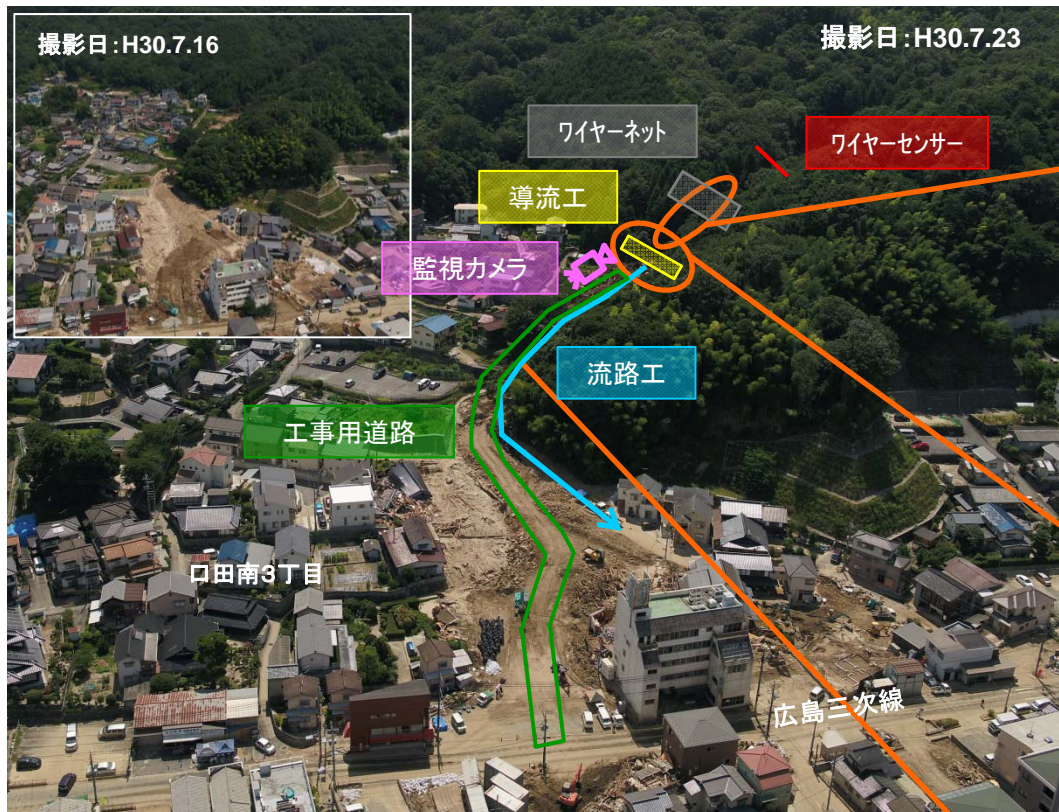 撮影日:H30.7.16
撮影日:H30.7.23
ワイヤーネット
ワイヤーセンサー
導流工
監視カメラ
流路工
工事用道路
口田南3丁目
広島三次線